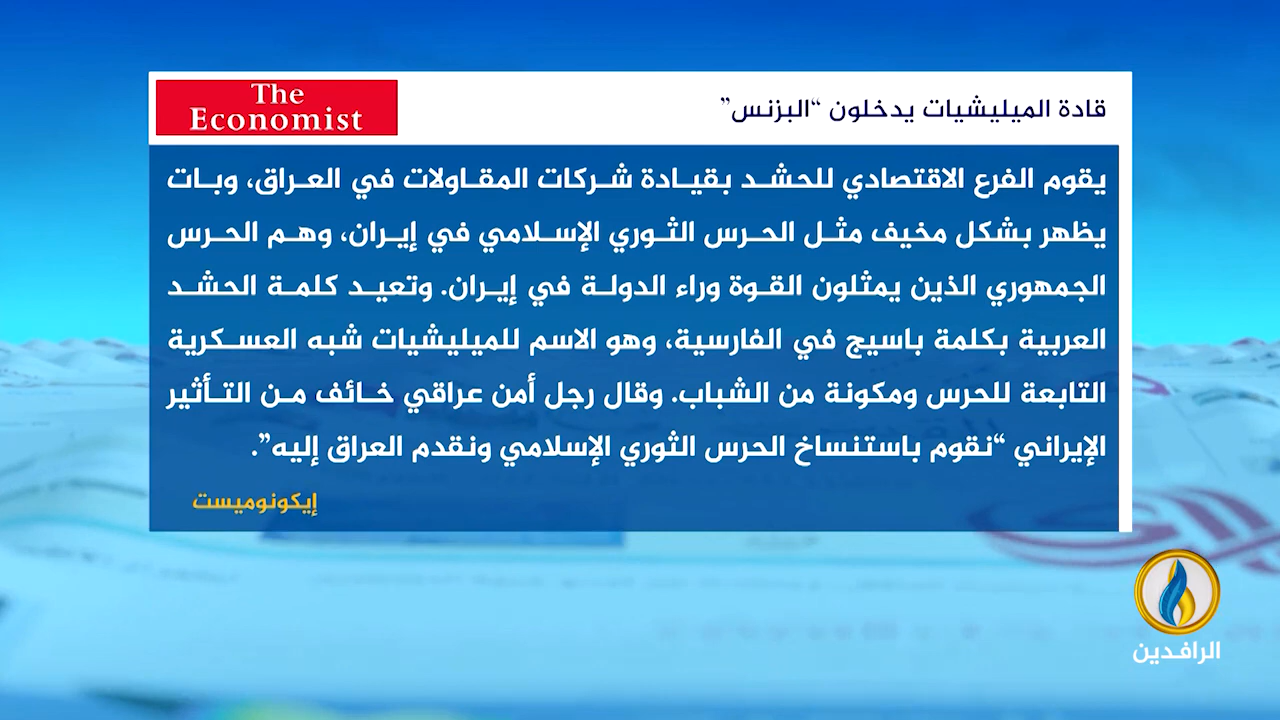 The
Economist
قادة الميليشيات يدخلون “البزنس”
يقوم الفرع الاقتصادي للحشد بقيادة شركات المقاولات في العراق، وبات
يظهر بشكل مخيف مثل الحرس الثوري الإسلامي في إيران، وهم الحرس
الجمهوري الذين يمثلون القوة وراء الدولة في إيران. وتعيد كلمة الحشد
العربية بكلمة باسيج في الفارسية، وهو الاسم للميليشيات شبه العسكرية
التابعة للحرس ومكونة من الشباب. وقال رجل أمن عراقي خائف من التأثير
الإيراني “نقوم باستنساخ الحرس الثوري الإسلامي ونقدم العراق إليه”.
إيكونوميست
الرافدين